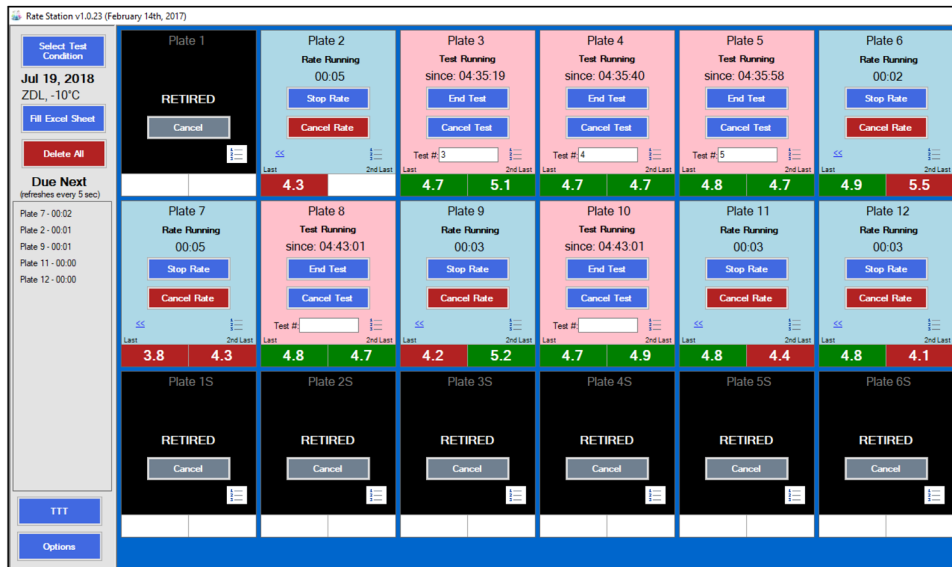 Rate Station v1.0.23 (February 14th, 2017)
Select Test
Condition
Jul 19, 2018
ZDL, -10°C
Fill Excel Sheet
Delete All
Due Next
(refreshes every 5 sec)
Plate 7 - 00:02
Plate 2 - 00:01
Plate 9 - 00:01
Plate 11 - 00:00
Plate 12 - 00:00
TTT
Options
Plate 1
RETIRED
Cancel
Plate 2
Rate Running
00:05
Stop Rate
Cancel Rate
<<
Last 2nd Last
4.3
Plate 3
Test Running
since: 04:35:19
End Test
Cancel Test
Test #: 3
Last 2nd Last
4.7 5.1
Plate 4
Test Running
since: 04:35:40
End Test
Cancel Test
Test #: 4
Last 2nd Last
4.7 4.7
Plate 5
Test Running
since: 04:35:58
End Test
Cancel Test
Test #: 5
Last 2nd Last
4.8 4.7
Plate 6
Rate Running
00:02
Stop Rate
Cancel Rate
<<
Last 2nd Last
4.9 5.5
Plate 7
Rate Running
00:05
Stop Rate
Cancel Rate
<<
Last 2nd Last
3.8 4.3
Plate 8
Test Running
since: 04:43:01
End Test
Cancel Test
Test #:
Last 2nd Last
4.8 4.7
Plate 9
Rate Running
00:03
Stop Rate
Cancel Rate
<<
Last 2nd Last
4.2 5.2
Plate 10
Test Running
since: 04:43:01
End Test
Cancel Test
Test #:
Last 2nd Last
4.7 4.9
Plate 11
Rate Running
00:03
Stop Rate
Cancel Rate
<<
Last 2nd Last
4.8 4.4
Plate 12
Rate Running
00:03
Stop Rate
Cancel Rate
<<
Last 2nd Last
4.8 4.1
Plate 1S
RETIRED
Cancel
Plate 2S
RETIRED
Cancel
Plate 3S
RETIRED
Cancel
Plate 4S
RETIRED
Cancel
Plate 5S
RETIRED
Cancel
Plate 6S
RETIRED
Cancel